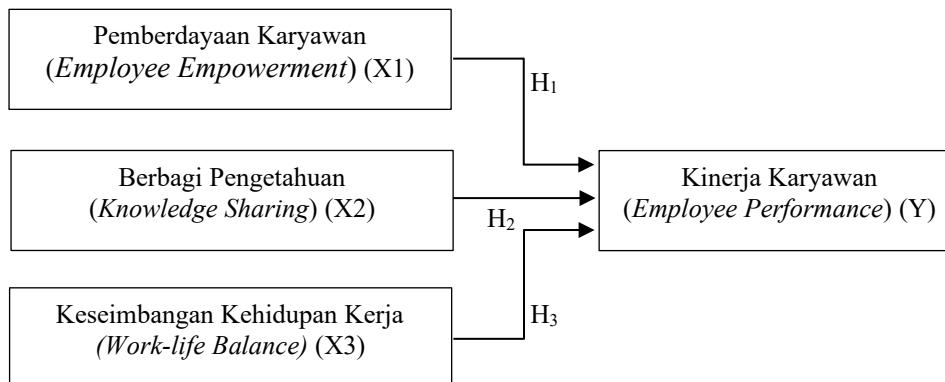 Pemberdayaan Karyawan
(Employee Empowerment) (X1)
H₁
Berbagi Pengetahuan
(Knowledge Sharing) (X2)
H₂
Kinerja Karyawan
(Employee Performance) (Y)
Keseimbangan Kehidupan Kerja
(Work-life Balance) (X3)
H₃